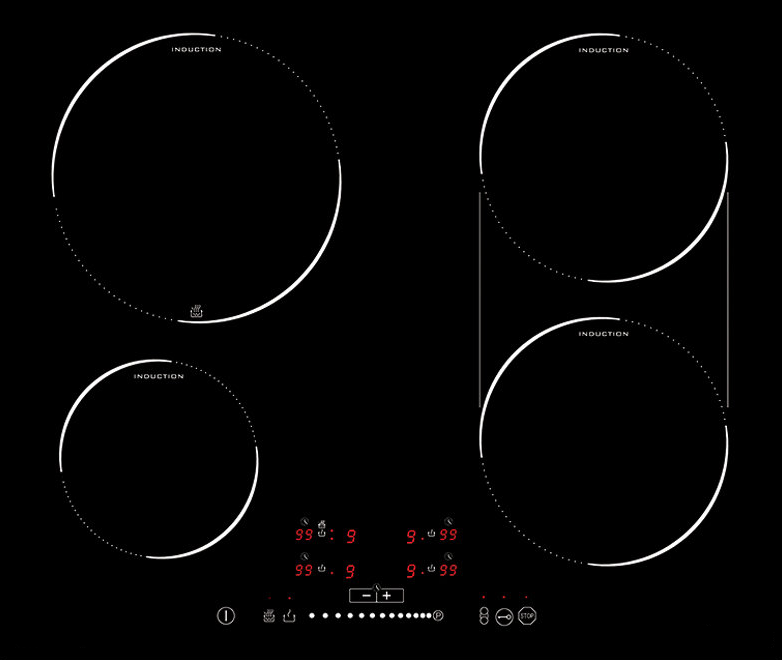 INDUCTION
INDUCTION
INDUCTION
INDUCTION
99 : 9 9. 99
99 . 9 9. 99
− +
P
STOP